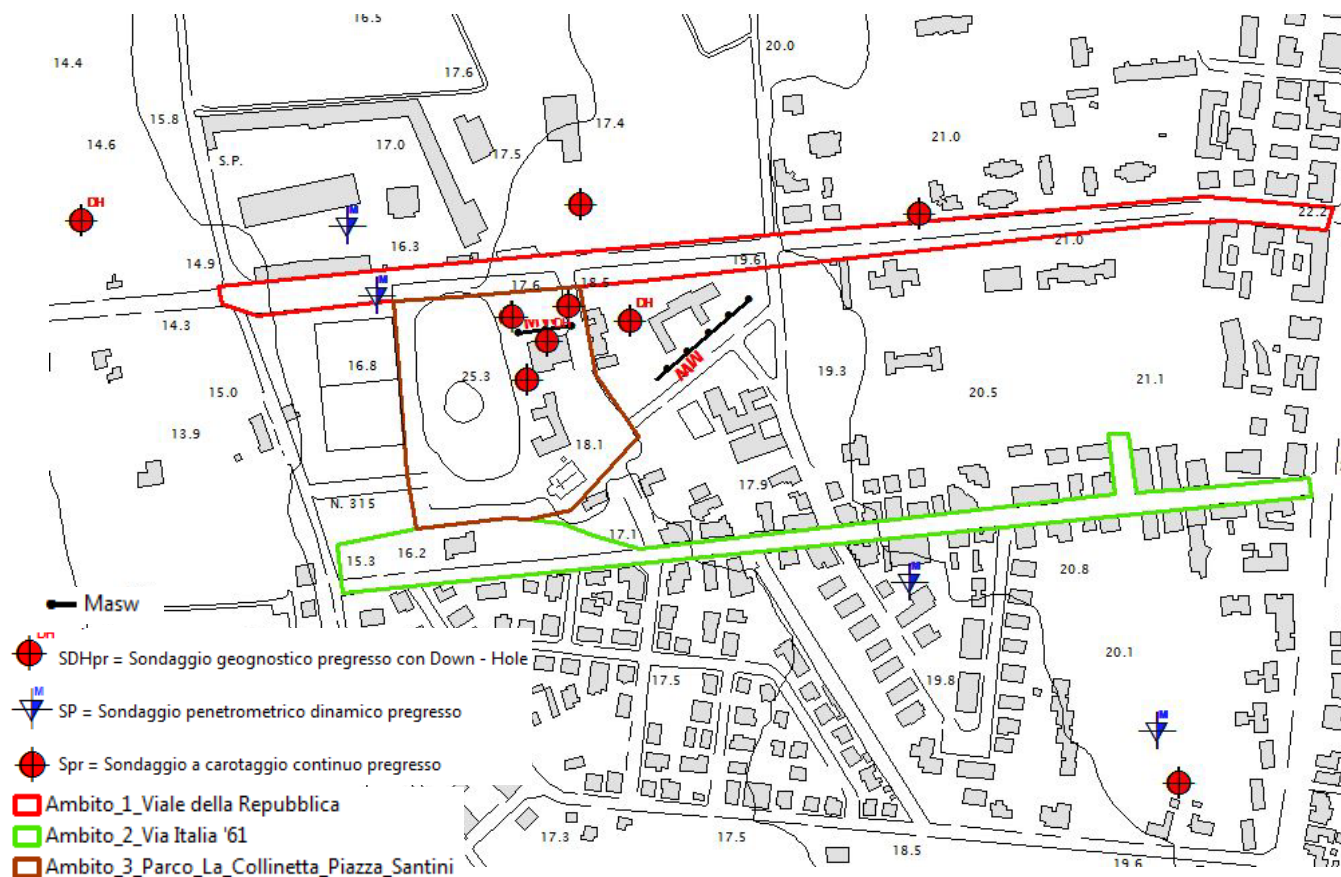 16.5
20.0
14.4
17.6
15.8
17.4
21.0
14.6
17.0
17.5
S.P.
DH
M
22.2
16.3
21.0
14.9
19.6
M
17.6
18.5
DH
14.3
DH
MW
16.8
25.3
19.3
21.1
15.0
20.5
13.9
18.1
17.9
N. 315
17.1
16.2
15.3
M
20.8
Masw
DH
SDHpr = Sondaggio geognostico pregresso con Down - Hole
20.1
17.5
19.8
M
SP = Sondaggio penetrometrico dinamico pregresso
M
Spr = Sondaggio a carotaggio continuo pregresso
Ambito_1_Viale della Repubblica
Ambito_2_Via Italia '61
17.3
17.5
18.5
19.6
Ambito_3_Parco_La_Collinetta_Piazza_Santini